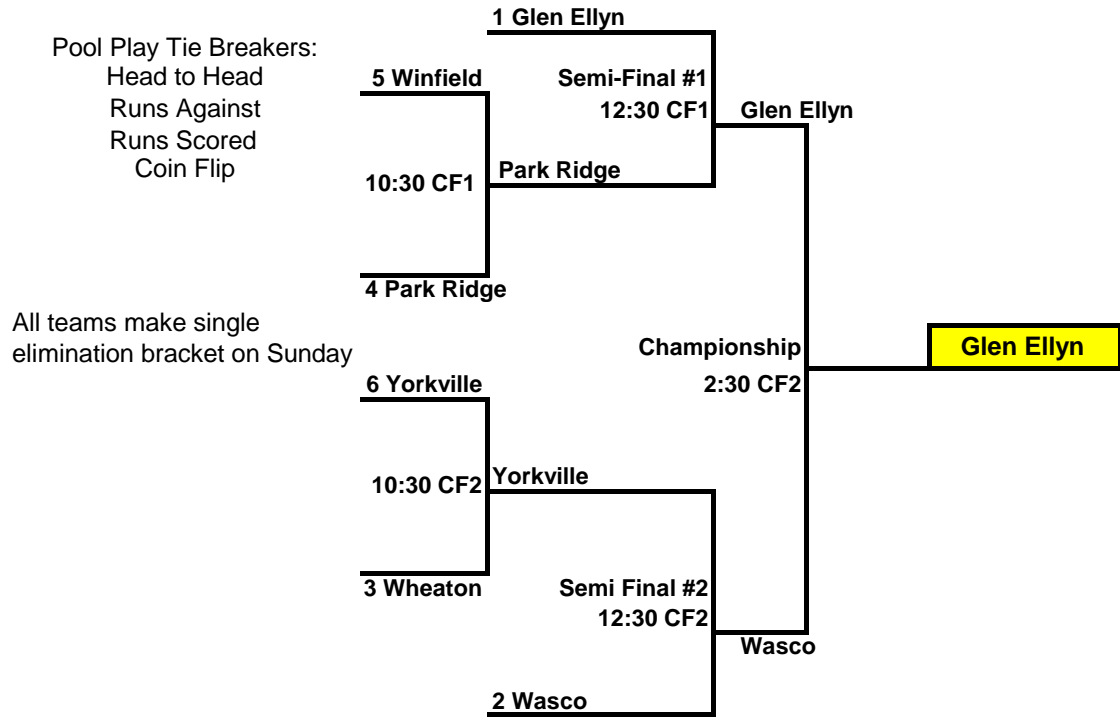 1 Glen Ellyn
Pool Play Tie Breakers:
Head to Head
Runs Against
Runs Scored
Coin Flip
5 Winfield
Semi-Final #1
12:30 CF1
Glen Ellyn
10:30 CF1
Park Ridge
4 Park Ridge
All teams make single
elimination bracket on Sunday
Championship
2:30 CF2
Glen Ellyn
6 Yorkville
10:30 CF2
Yorkville
3 Wheaton
Semi Final #2
12:30 CF2
Wasco
2 Wasco